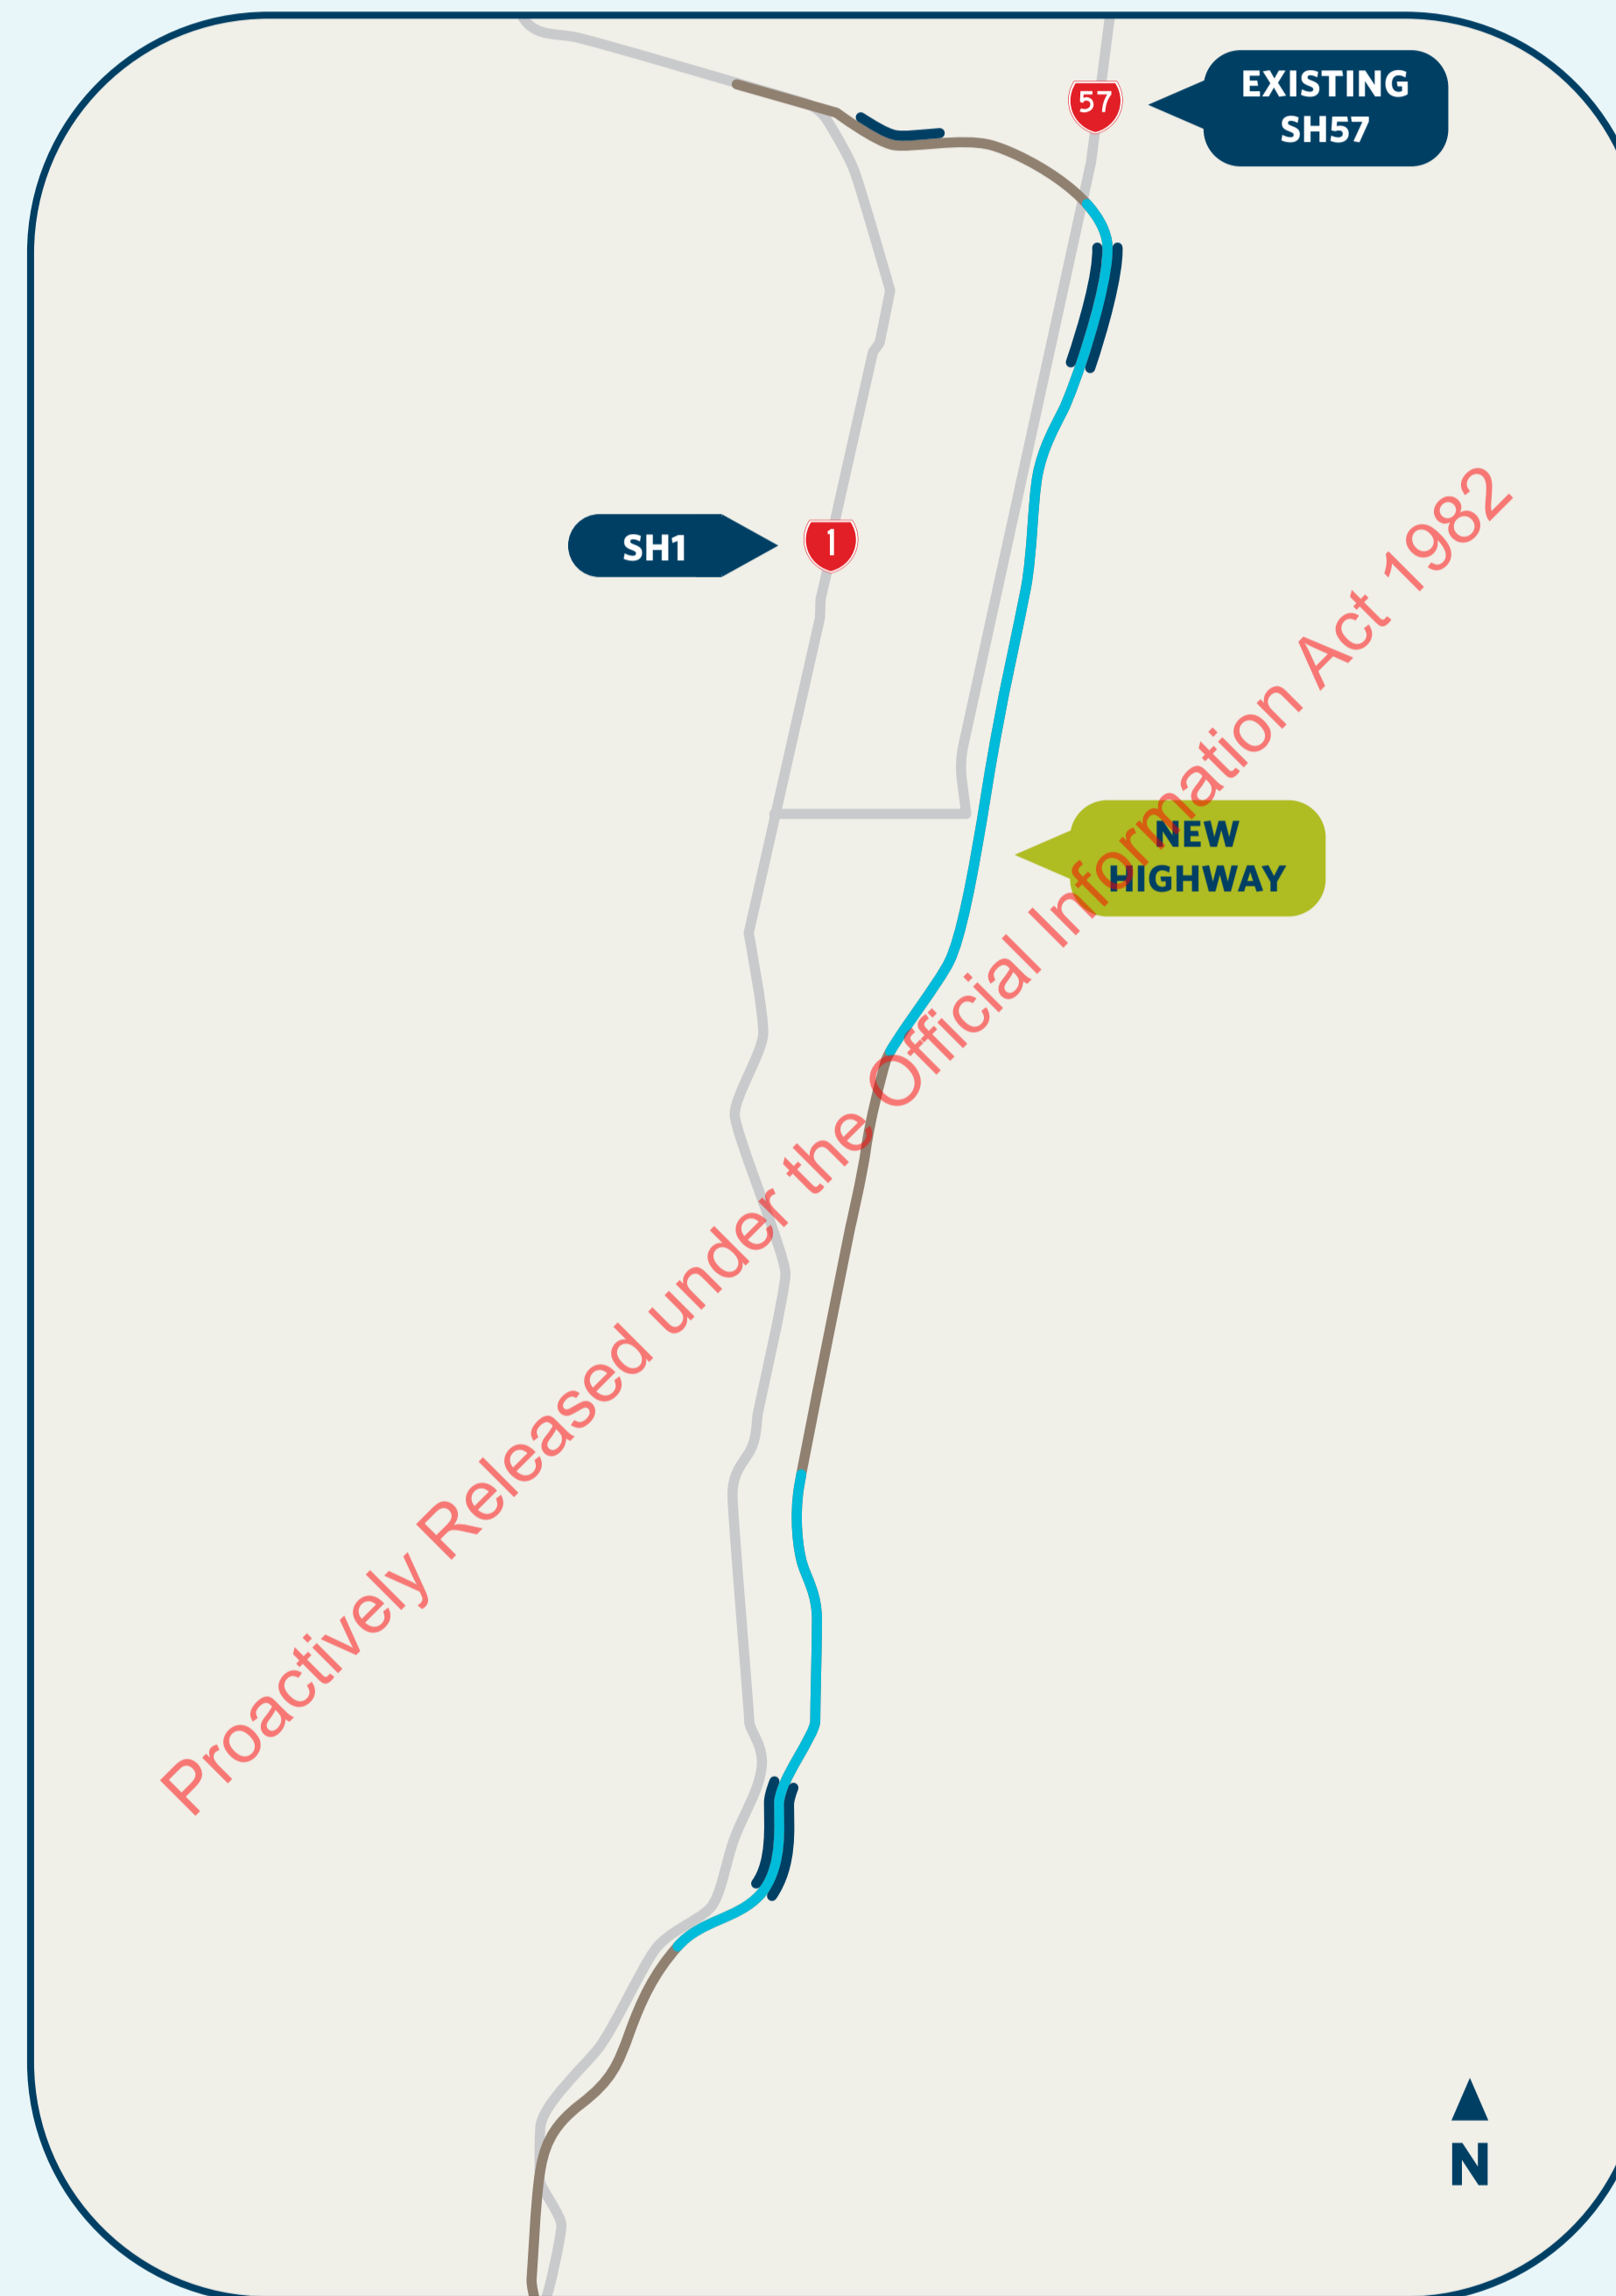 57
EXISTING
SH57
SH1
1
NEW
HIGHWAY
Proactively Released under the Official Information Act 1982
N